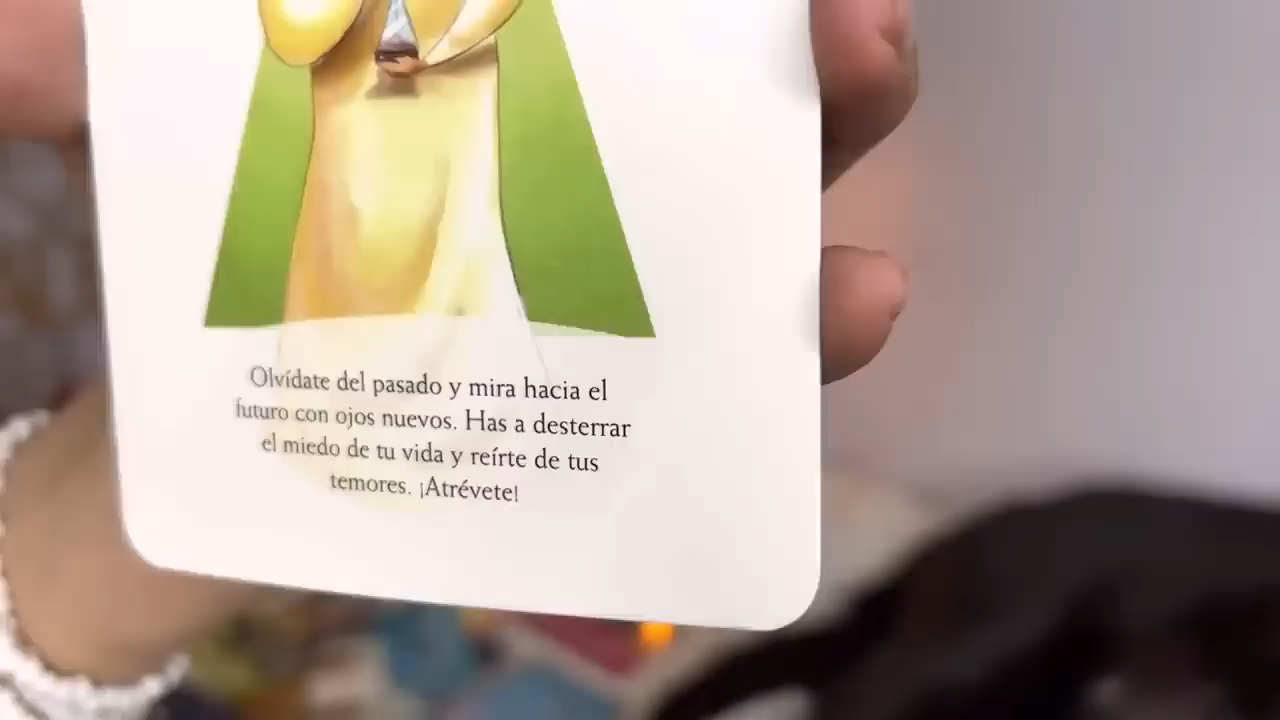 Olvídate del pasado y mira hacia el
futuro con ojos nuevos. Has a desterrar
el miedo de tu vida y reírte de tus
temores. ¡Atrévete!